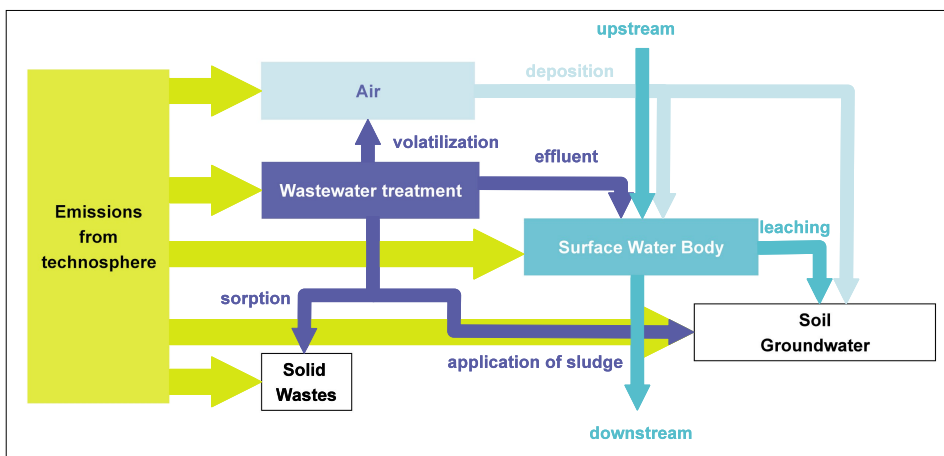 upstream
deposition
Air
volatilization
effluent
Wastewater treatment
Emissions
from
technosphere
leaching
Surface Water Body
sorption
Soil
Groundwater
application of sludge
Solid
Wastes
downstream